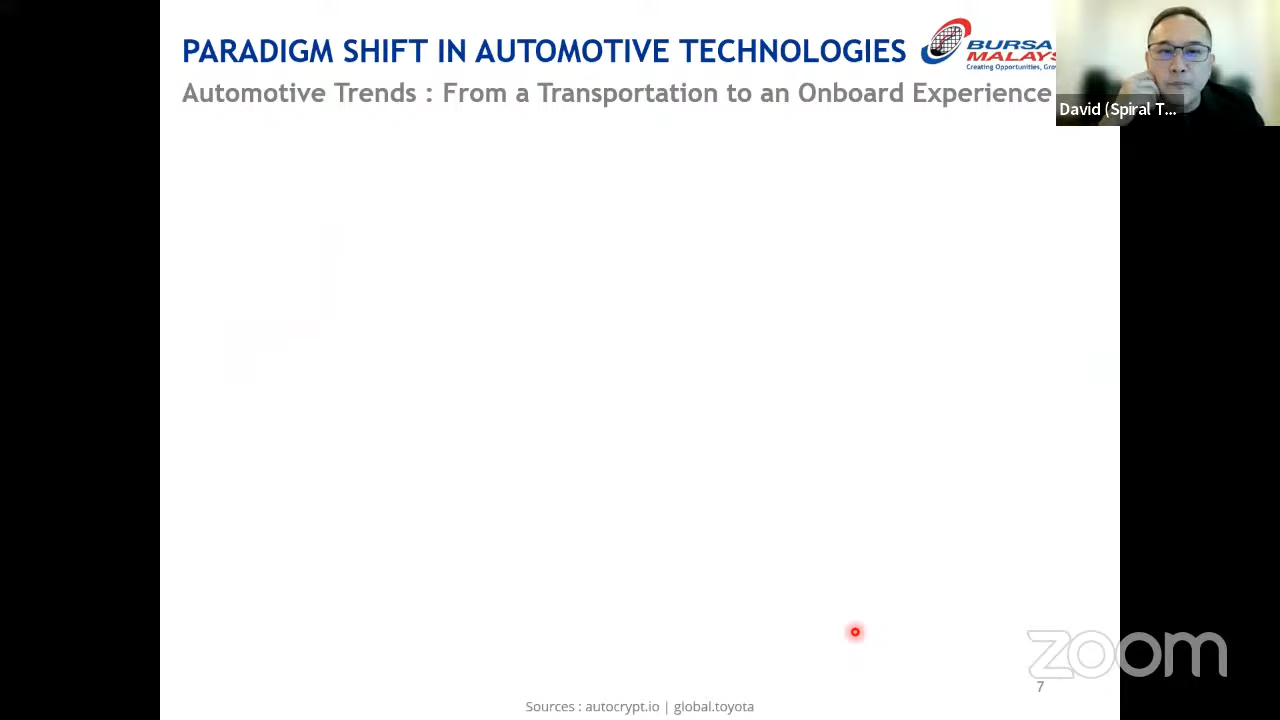 PARADIGM SHIFT IN AUTOMOTIVE TECHNOLOGIES
BURSA
MALAYS
Creating Opportunities, Gro
Automotive Trends : From a Transportation to an Onboard Experience
David (Spiral T...
zoom
7
Sources : autocrypt.io | global.toyota